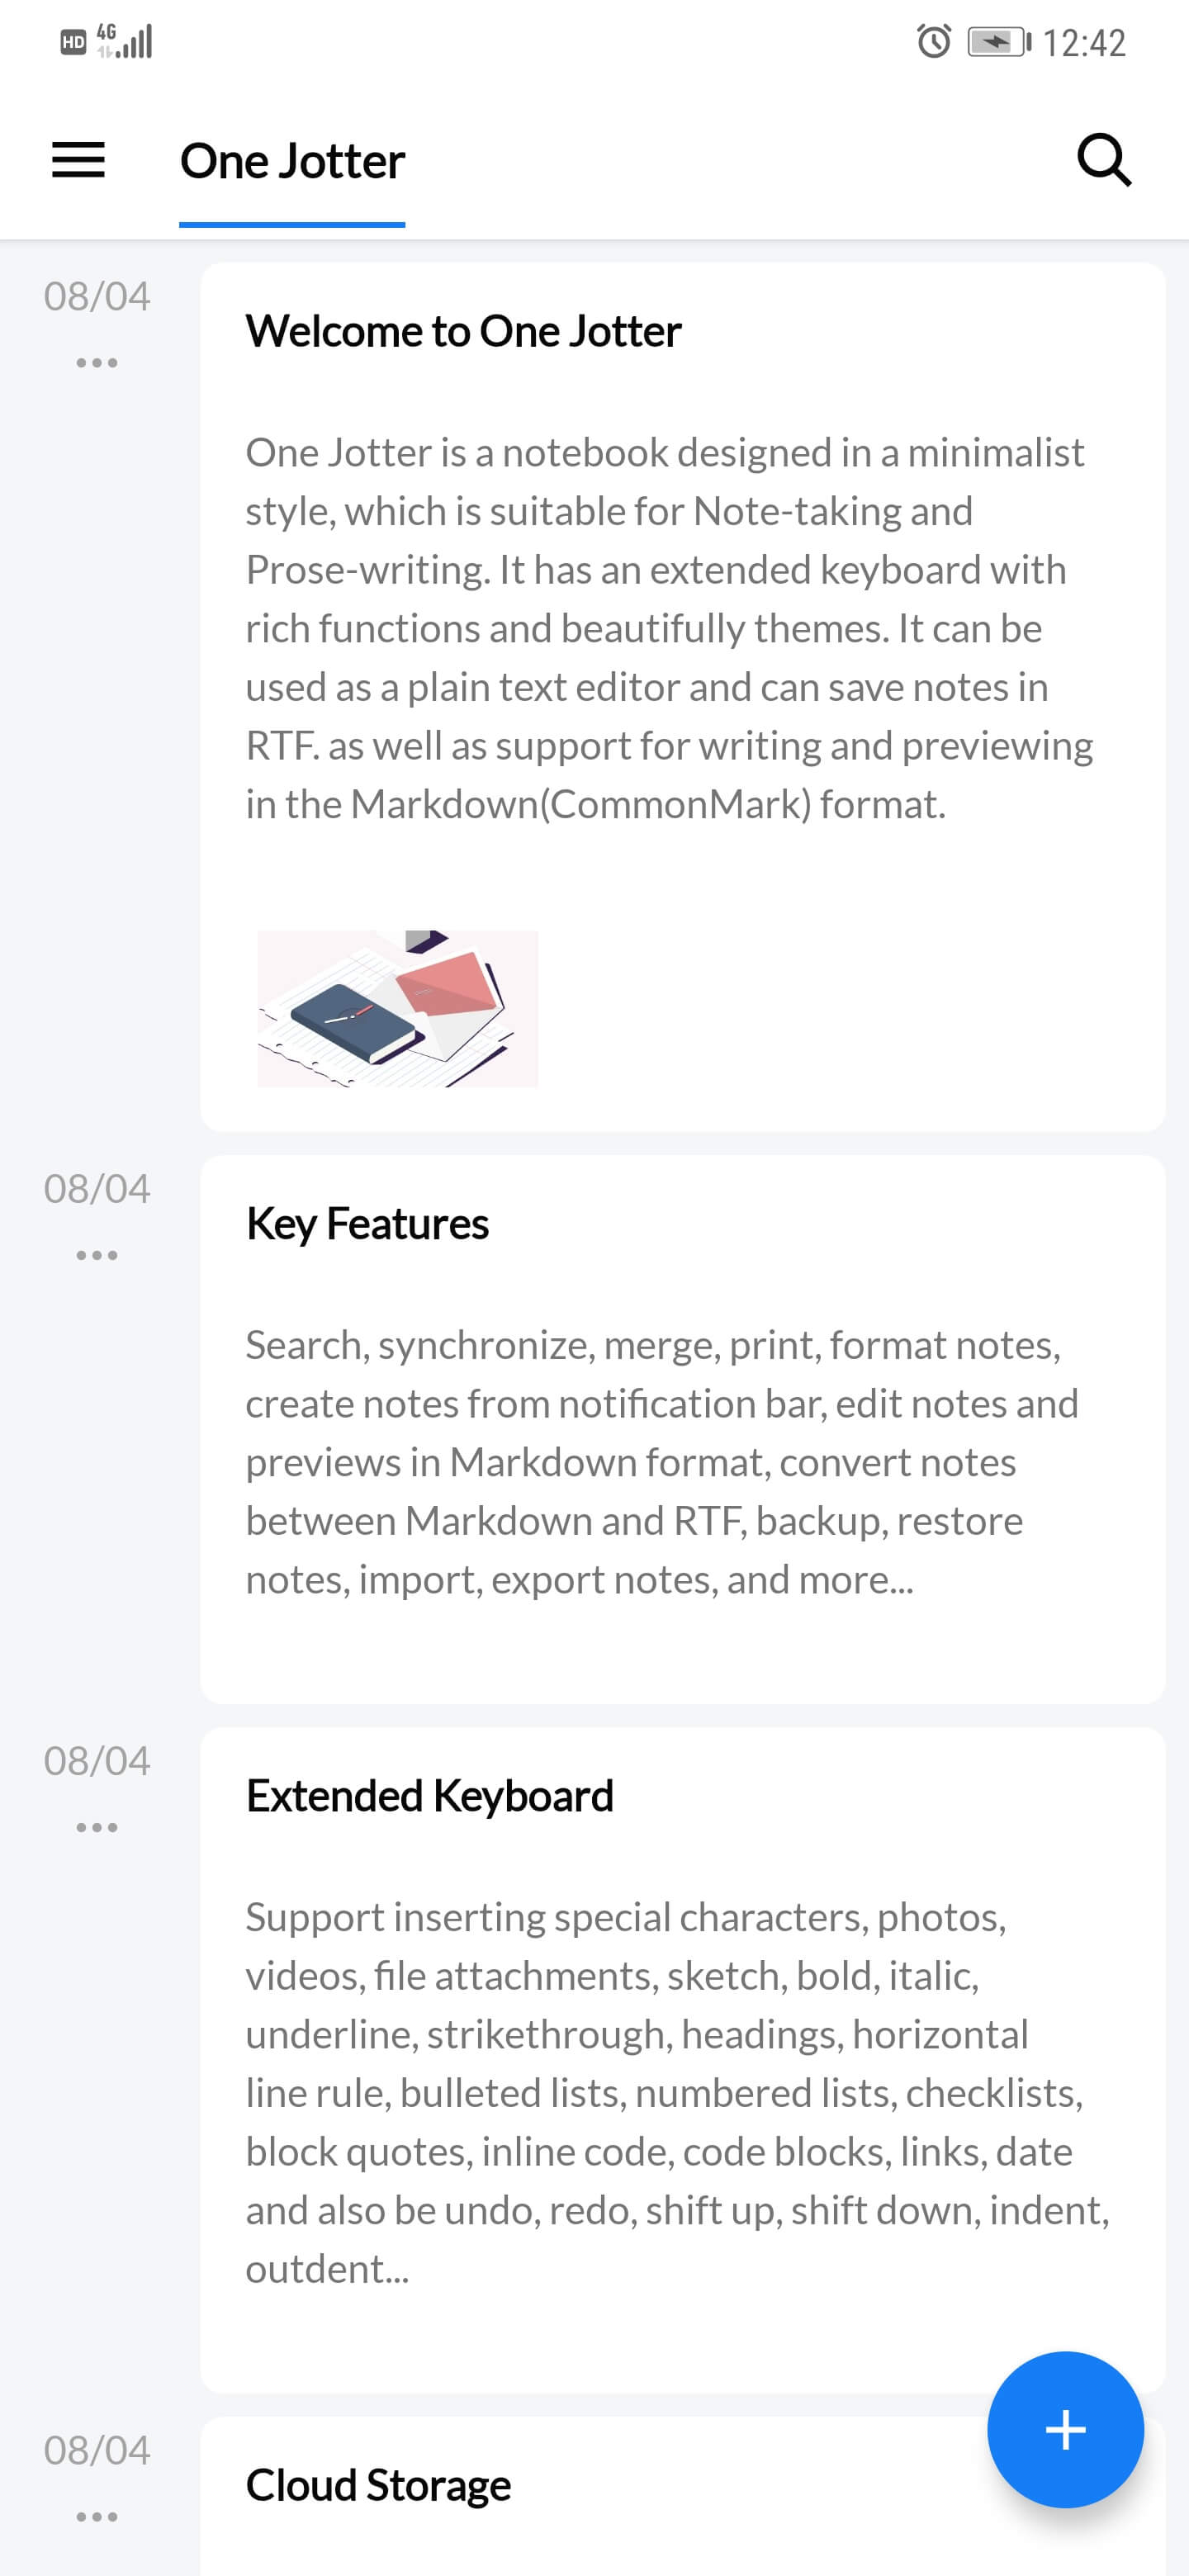 HD 4G 12:42
One Jotter
08/04
Welcome to One Jotter
One Jotter is a notebook designed in a minimalist
style, which is suitable for Note-taking and
Prose-writing. It has an extended keyboard with
rich functions and beautifully themes. It can be
used as a plain text editor and can save notes in
RTF. as well as support for writing and previewing
in the Markdown(CommonMark) format.
08/04
Key Features
Search, synchronize, merge, print, format notes,
create notes from notification bar, edit notes and
previews in Markdown format, convert notes
between Markdown and RTF, backup, restore
notes, import, export notes, and more...
08/04
Extended Keyboard
Support inserting special characters, photos,
videos, file attachments, sketch, bold, italic,
underline, strikethrough, headings, horizontal
line rule, bulleted lists, numbered lists, checklists,
block quotes, inline code, code blocks, links, date
and also be undo, redo, shift up, shift down, indent,
outdent...
08/04
Cloud Storage